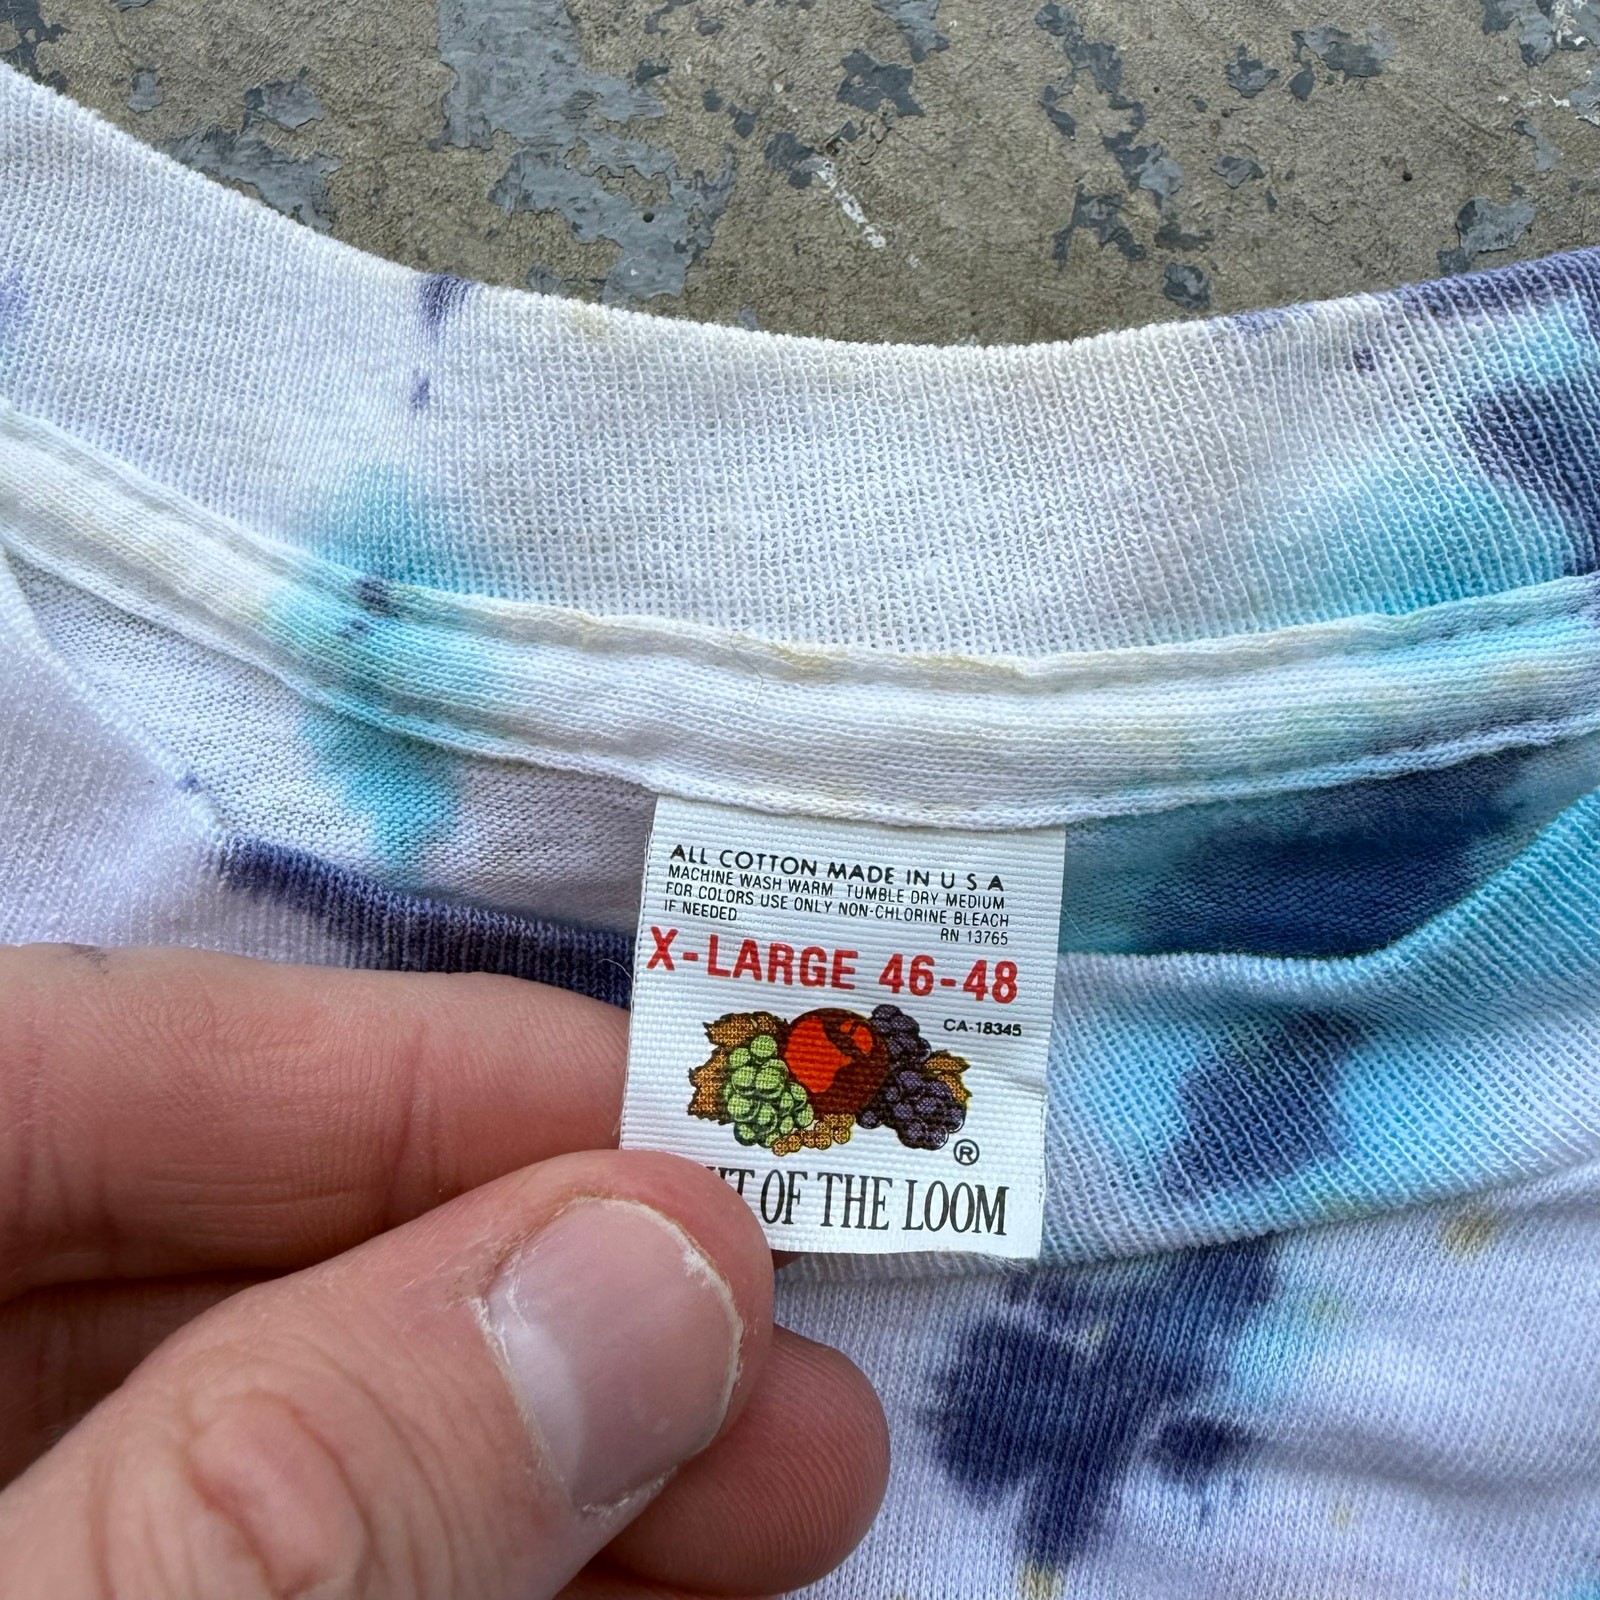 ALL COTTON MADE IN U S A
MACHINE WASH WARM TUMBLE DRY MEDIUM
FOR COLORS USE ONLY NON-CHLORINE BLEACH
IF NEEDED
RN 13765
X-LARGE 46-48
CA-18345
®
OF THE LOOM